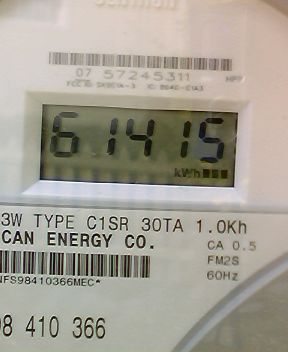 07 57245311
61415
kWh
3W TYPE C1SR 30TA 1.0Kh
CAN ENERGY CO.
CA 0.5
FM2S
60Hz
NFS98410366MEC*
98 410 366